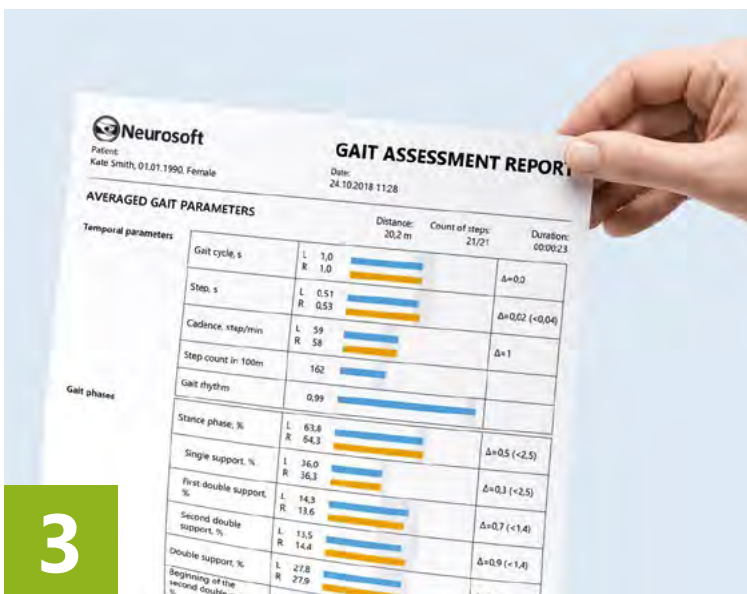 Neurosoft
GAIT ASSESSMENT REPORT
Patient:
Kate Smith, 01.01.1990, Female
Date:
24.10.2018 11:28
AVERAGED GAIT PARAMETERS
Distance:
20,2 m
Count of steps:
21/21
Duration:
00:00:23
Temporal parameters
Gait cycle, s
L 1,0
R 1,0
Δ=0,0
Step, s
L 0,51
R 0,53
Δ=0,02 (<0,04)
Cadence, step/min
L 59
R 58
Δ=1
Step count in 100m
162
Gait rhythm
0,99
Gait phases
Stance phase, %
L 63,8
R 64,3
Δ=0,5 (<2,5)
Single support, %
L 36,0
R 36,3
Δ=0,3 (<2,5)
First double support,
%
L 14,3
R 13,6
Δ=0,7 (<1,4)
Second double
support, %
L 13,5
R 14,4
Δ=0,9 (<1,4)
Double support, %
L 27,8
R 27,9
Beginning of the
second double
3